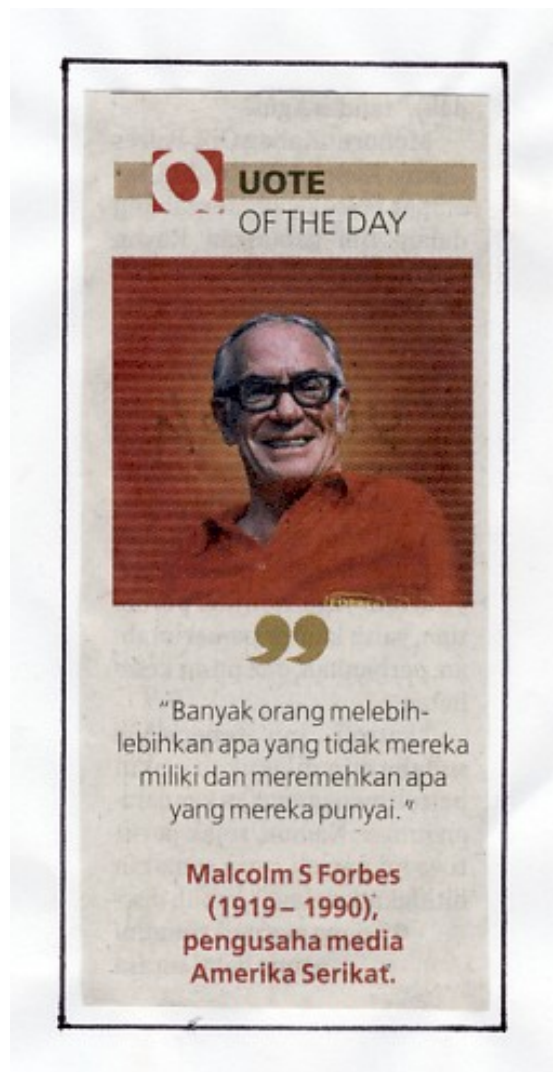 QUOTE
OF THE DAY
"Banyak orang melebih-
lebihkan apa yang tidak mereka
miliki dan meremehkan apa
yang mereka punyai."
Malcolm S Forbes
(1919 – 1990),
pengusaha media
Amerika Serikat.